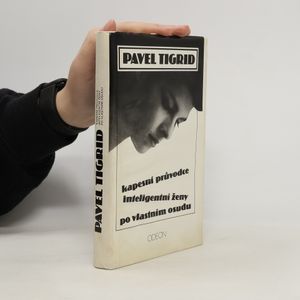 PAVEL TIGRID
kapesní průvodce
inteligentní ženy
po vlastním osudu
ODEON
PAVEL TIGRID